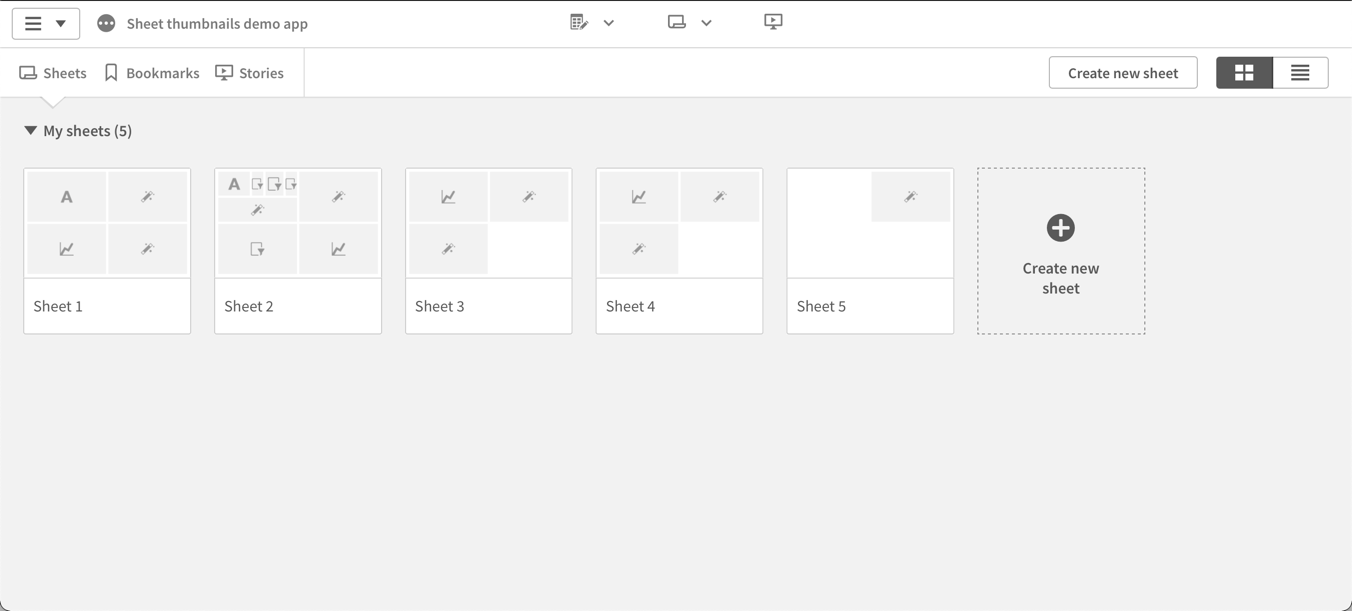 Sheet thumbnails demo app
Sheets Bookmarks Stories Create new sheet
My sheets (5)
A
A
Sheet 1 Sheet 2 Sheet 3 Sheet 4 Sheet 5
Create new
sheet